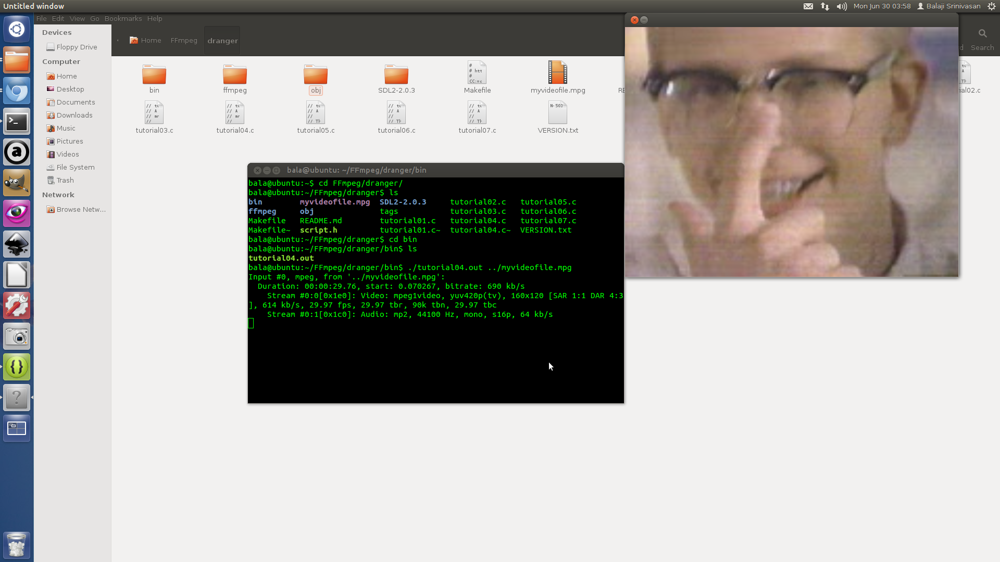 Untitled window
Mon Jun 30 03:58
Balaji Srinivasan
File Edit View Go Bookmarks Help
Devices
Floppy Drive
Computer
Home
Desktop
Documents
Downloads
Music
Pictures
Videos
File System
Trash
Network
Browse Netw...
Home FFmpeg dranger
Search
bin
ffmpeg
obj
SDL2-2.0.3
Makefile
myvideofile.mpg
tutorial03.c
tutorial04.c
tutorial05.c
tutorial06.c
tutorial07.c
VERSION.txt
bala@ubuntu: ~/FFmpeg/dranger/bin
bala@ubuntu:~$ cd FFmpeg/dranger/
bala@ubuntu:~/FFmpeg/dranger$ ls
bin myvideofile.mpg SDL2-2.0.3 tutorial02.c tutorial05.c
ffmpeg obj tags tutorial03.c tutorial06.c
Makefile README.md tutorial01.c tutorial04.c tutorial07.c
Makefile~ script.h tutorial01.c~ tutorial04.c~ VERSION.txt
bala@ubuntu:~/FFmpeg/dranger$ cd bin
bala@ubuntu:~/FFmpeg/dranger/bin$ ls
tutorial04.out
bala@ubuntu:~/FFmpeg/dranger/bin$ ./tutorial04.out ../myvideofile.mpg
Input #0, mpeg, from '../myvideofile.mpg':
Duration: 00:00:29.76, start: 0.070267, bitrate: 690 kb/s
Stream #0:0[0x1e0]: Video: mpeg1video, yuv420p(tv), 160x120 [SAR 1:1 DAR 4:3
], 614 kb/s, 29.97 fps, 29.97 tbr, 90k tbn, 29.97 tbc
Stream #0:1[0x1c0]: Audio: mp2, 44100 Hz, mono, s16p, 64 kb/s